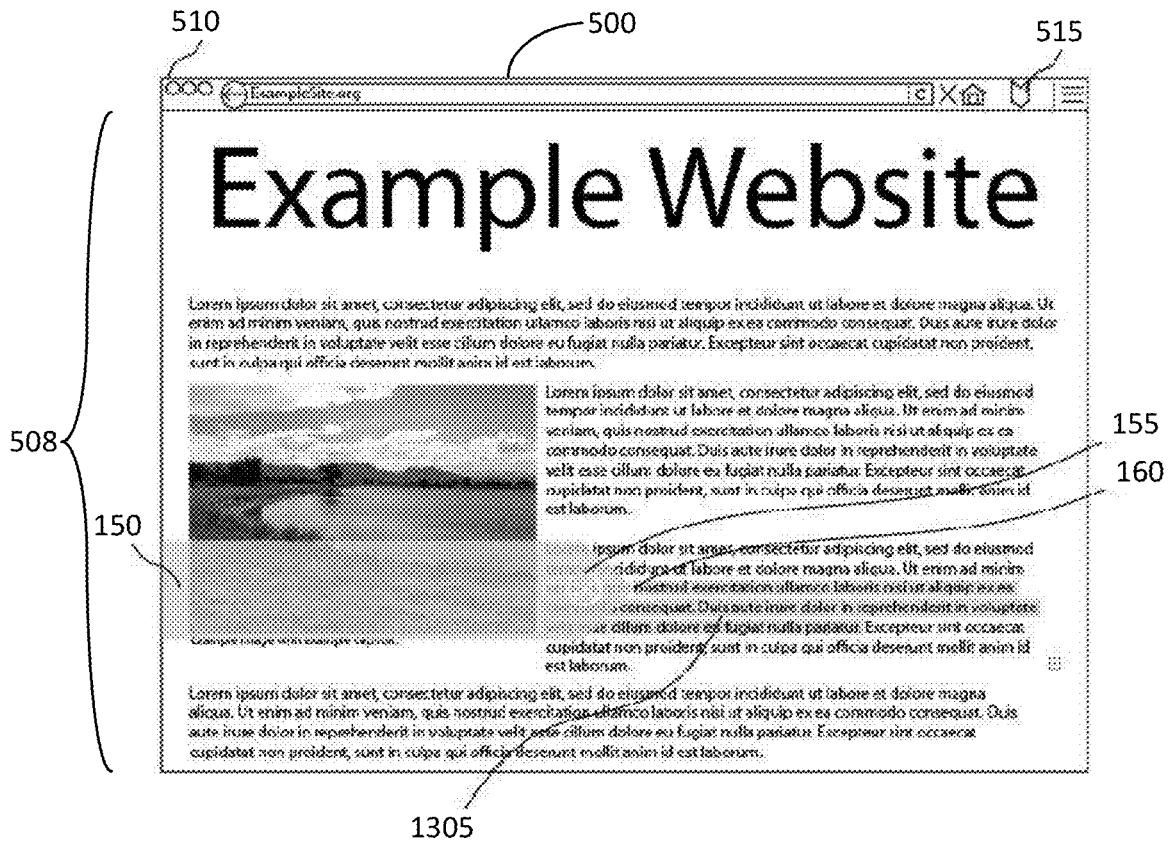 510
500
515
ExampleSite.org
Example Website
Lorem ipsum dolor sit amet, consectetur adipiscing elit, sed do eiusmod tempor incididunt ut labore et dolore magna aliqua. Ut
enim ad minim veniam, quis nostrud exercitation ullamco laboris nisi ut aliquip ex ea commodo consequat. Duis aute irure dolor
in reprehenderit in voluptate velit esse cillum dolore eu fugiat nulla pariatur. Excepteur sint occaecat cupidatat non proident,
sunt in culpa qui officia deserunt mollit anim id est laborum.
Lorem ipsum dolor sit amet, consectetur adipiscing elit, sed do eiusmod
tempor incididunt ut labore et dolore magna aliqua. Ut enim ad minim
veniam, quis nostrud exercitation ullamco laboris nisi ut aliquip ex ea
commodo consequat. Duis aute irure dolor in reprehenderit in voluptate
velit esse cillum dolore eu fugiat nulla pariatur. Excepteur sint occaecat
cupidatat non proident, sunt in culpa qui officia deserunt mollit anim id
est laborum.
508
155
160
150
ipsum dolor sit amet, consectetur adipiscing elit, sed do eiusmod
ut labore et dolore magna aliqua. Ut enim ad minim
nostrud exercitation ullamco laboris nisi ut aliquip ex ea
consequat. Duis aute irure dolor in reprehenderit in voluptate
cillum dolore eu fugiat nulla pariatur. Excepteur sint occaecat
cupidatat non proident, sunt in culpa qui officia deserunt mollit anim id
est laborum.
Lorem ipsum dolor sit amet, consectetur adipiscing elit, sed do eiusmod tempor incididunt ut labore et dolore magna
aliqua. Ut enim ad minim veniam, quis nostrud exercitation ullamco laboris nisi ut aliquip ex ea commodo consequat. Duis
aute irure dolor in reprehenderit in voluptate velit esse cillum dolore eu fugiat nulla pariatur. Excepteur sint occaecat
cupidatat non proident, sunt in culpa qui officia deserunt mollit anim id est laborum.
1305